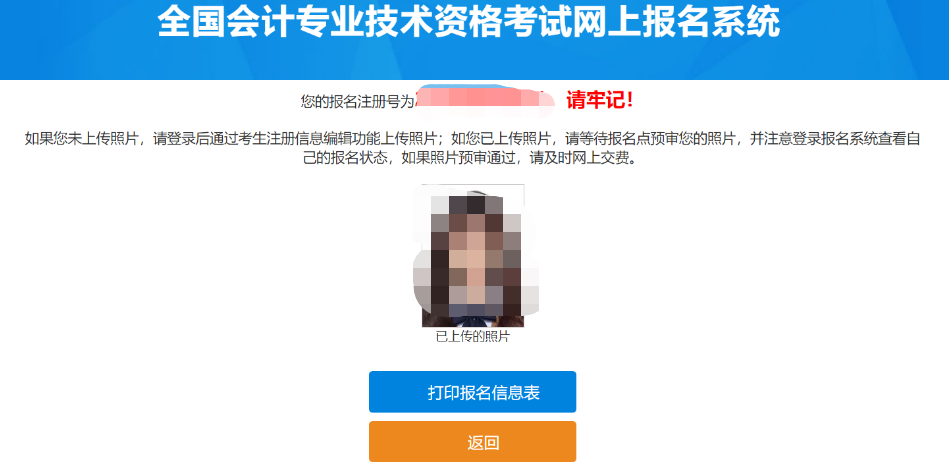 全国会计专业技术资格考试网上报名系统
您的报名注册号为 请牢记！
如果您未上传照片，请登录后通过考生注册信息编辑功能上传照片；如您已上传照片，请等待报名点预审您的照片，并注意登录报名系统查看自
己的报名状态，如果照片预审通过，请及时网上交费。
已上传的照片
打印报名信息表
返回